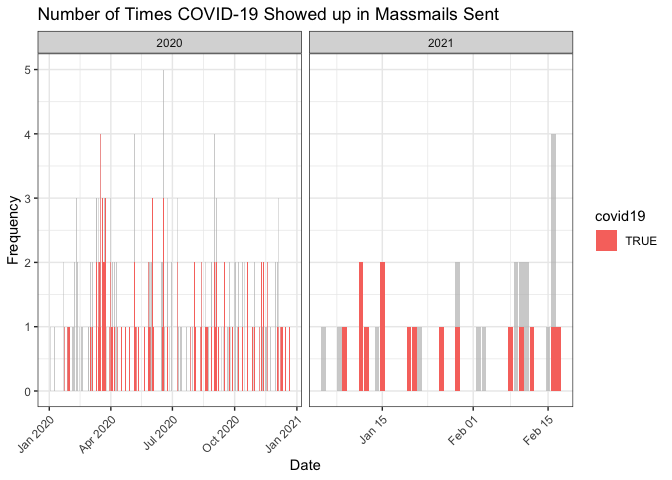 Number of Times COVID-19 Showed up in Massmails Sent
2020
2021
5
4
3
2
1
0
Frequency
Jan 2020
Apr 2020
Jul 2020
Oct 2020
Jan 2021
Jan 15
Feb 01
Feb 15
Date
covid19
TRUE